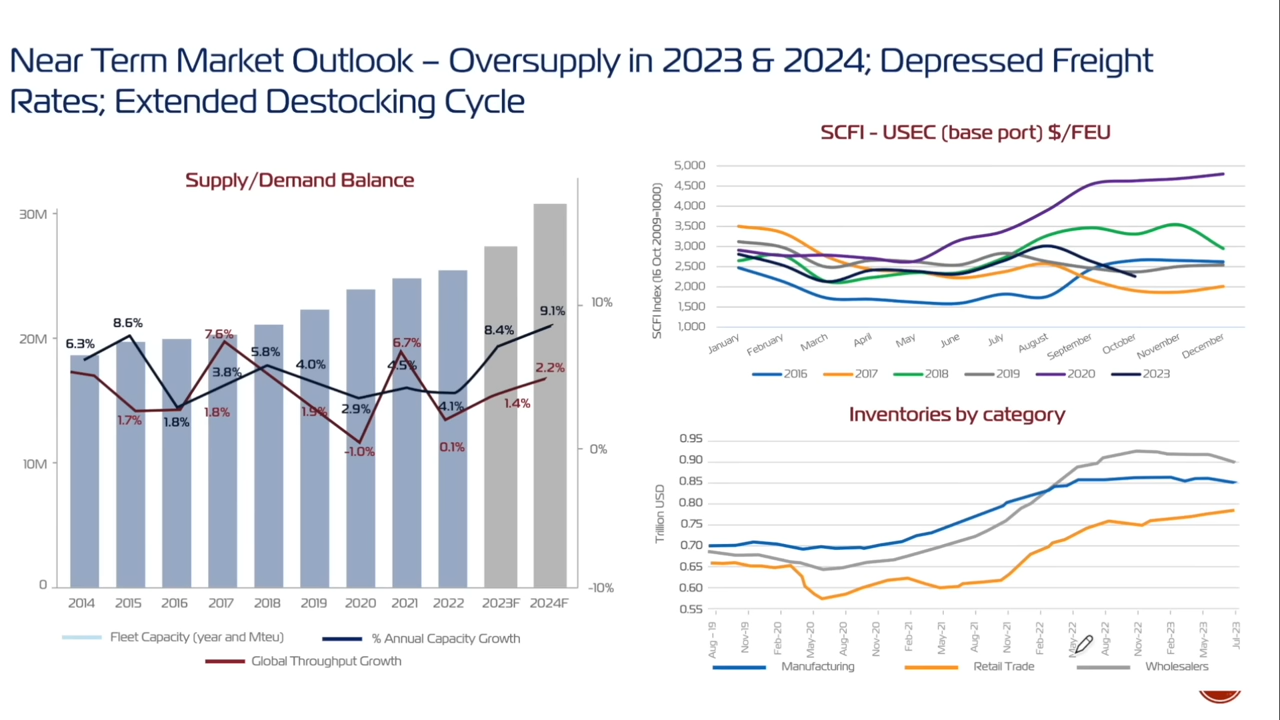 Near Term Market Outlook – Oversupply in 2023 & 2024; Depressed Freight
Rates; Extended Destocking Cycle
Supply/Demand Balance
30M
20M
10M
0
10%
0%
-10%
6.3%
8.6%
1.8%
3.8%
5.8%
4.0%
2.9%
4.5%
4.1%
8.4%
9.1%
1.7%
1.8%
7.6%
1.9%
-1.0%
6.7%
0.1%
1.4%
2.2%
2014 2015 2016 2017 2018 2019 2020 2021 2022 2023F 2024F
Fleet Capacity (year and Mteu) % Annual Capacity Growth
Global Throughput Growth
SCFI - USEC (base port) $/FEU
SCFI Index (16 Oct 2009=1000)
5,000
4,500
4,000
3,500
3,000
2,500
2,000
1,500
1,000
January February March April May June July August September October November December
2016 2017 2018 2019 2020 2023
Inventories by category
Trillion USD
0.95
0.90
0.85
0.80
0.75
0.70
0.65
0.60
0.55
Aug – 19 Nov-19 Feb-20 May-20 Aug-20 Nov-20 Feb-21 May-21 Aug-21 Nov-21 Feb-22 May-22 Aug-22 Nov-22 Feb-23 May-23 Jul-23
Manufacturing Retail Trade Wholesalers